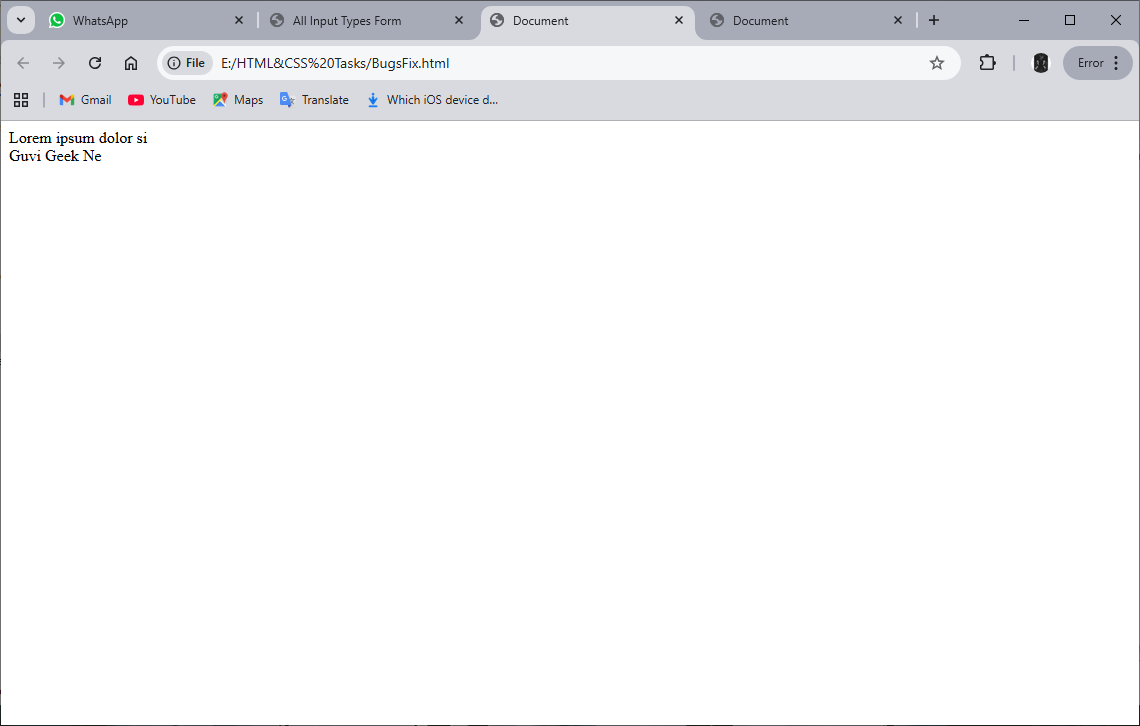 WhatsApp
All Input Types Form
Document
Document
File
E:/HTML&CSS%20Tasks/BugsFix.html
Error
Gmail
YouTube
Maps
Translate
Which iOS device d...
Lorem ipsum dolor si
Guvi Geek Ne